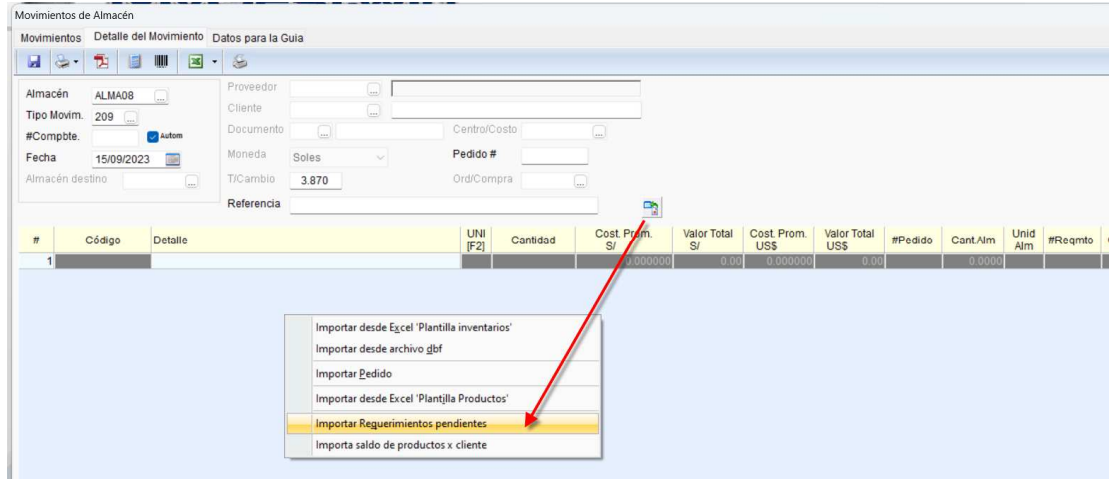 Movimientos de Almacén
Movimientos Detalle del Movimiento Datos para la Guia
Almacén ALMA08 ...
Tipo Movim. 209 ...
#Compbte. Autom
Fecha 15/09/2023
Almacén destino ...
Proveedor ...
Cliente ...
Documento ... Centro/Costo ...
Moneda Soles Pedido #
T/Cambio 3.870 Ord/Compra ...
Referencia
# Código Detalle UNI [F2] Cantidad Cost. Prom. S/ Valor Total S/ Cost. Prom. US$ Valor Total US$ #Pedido Cant.Alm Unid Alm #Reqmto
1 0.000000 0.00 0.000000 0.00 0.0000
Importar desde Excel 'Plantilla inventarios'
Importar desde archivo dbf
Importar Pedido
Importar desde Excel 'Plantilla Productos'
Importar Requerimientos pendientes
Importa saldo de productos x cliente